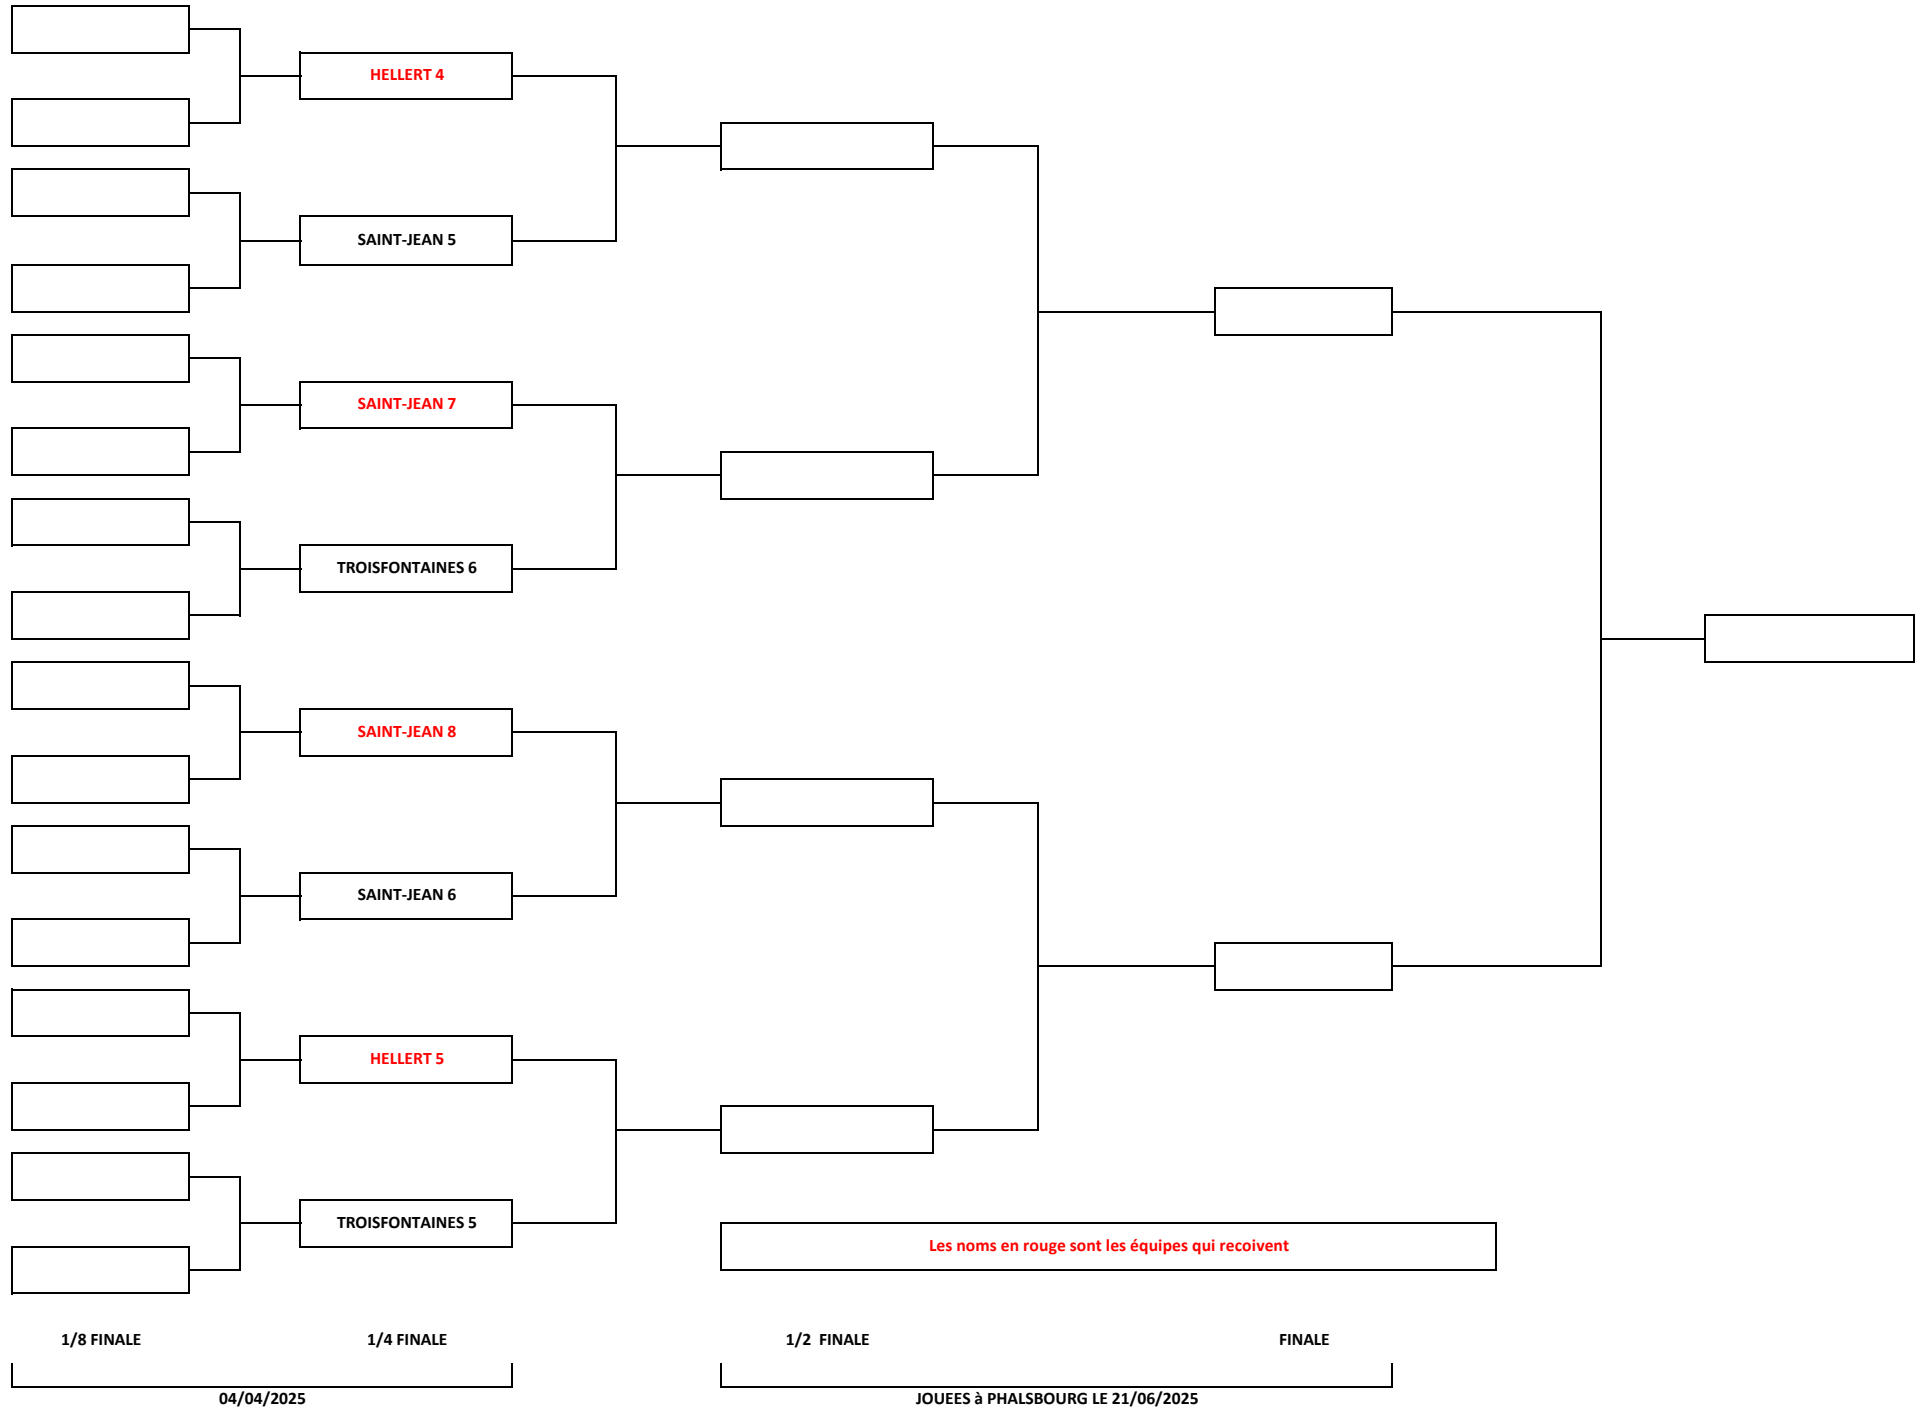 HELLERT 4
SAINT-JEAN 5
SAINT-JEAN 7
TROISFONTAINES 6
SAINT-JEAN 8
SAINT-JEAN 6
HELLERT 5
TROISFONTAINES 5
Les noms en rouge sont les équipes qui recoivent
1/8 FINALE
1/4 FINALE
1/2 FINALE
FINALE
04/04/2025
JOUEES à PHALSBOURG LE 21/06/2025